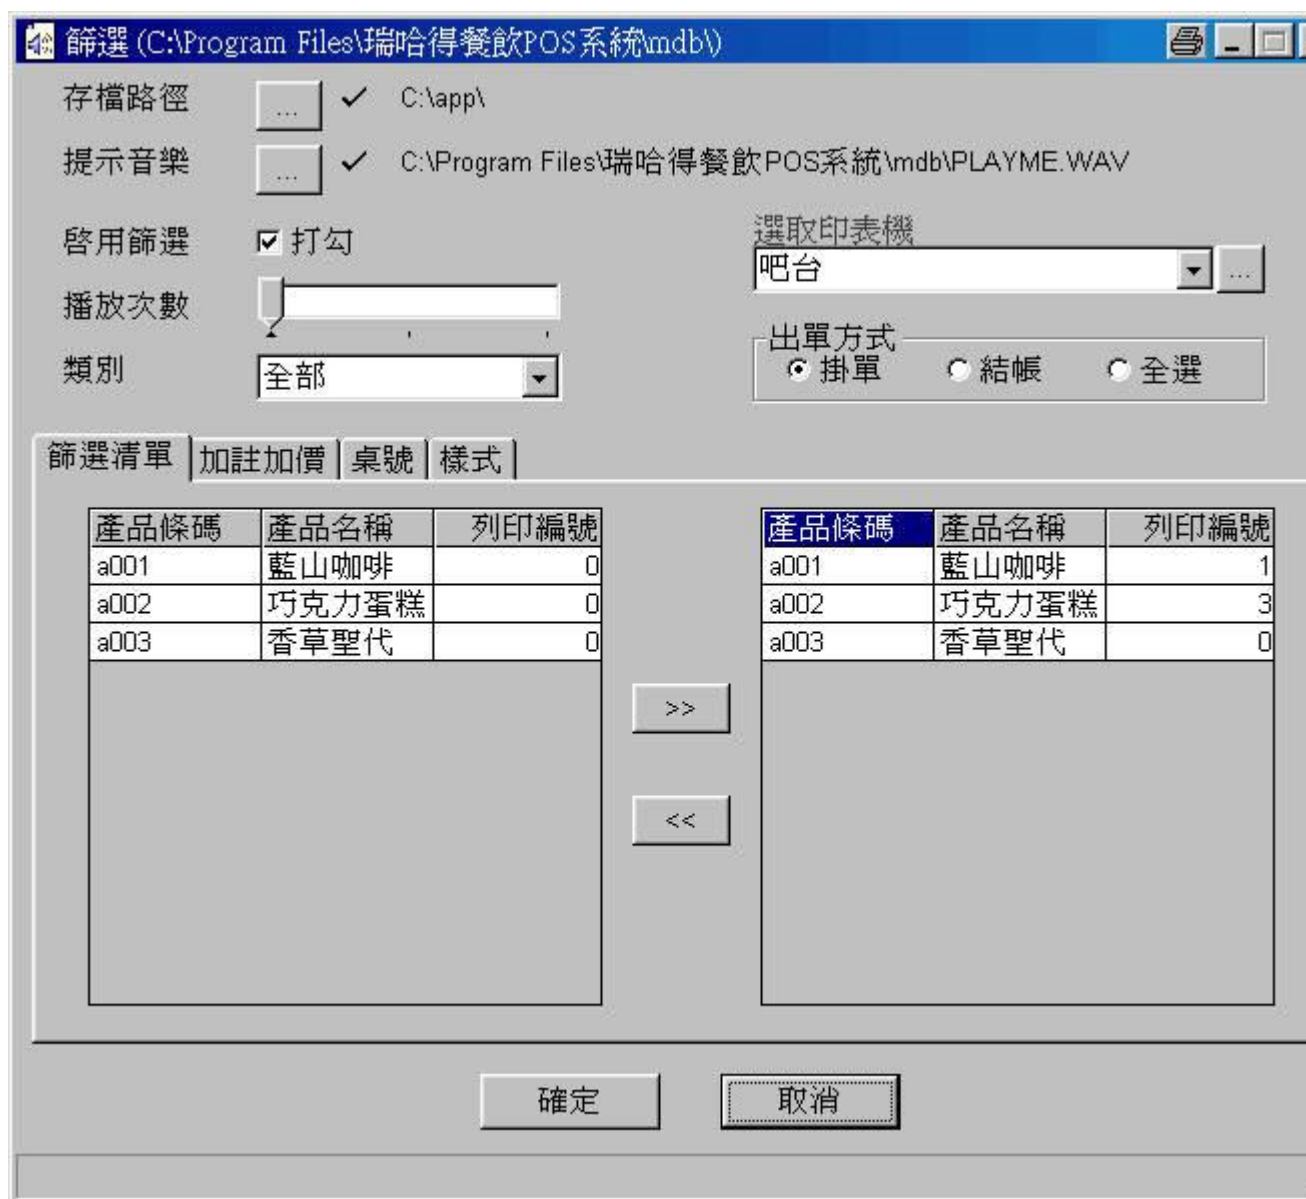 篩選 (C:\Program Files\瑞哈得餐飲POS系統\mdb\)
存檔路徑 ... C:\app\
提示音樂 ... C:\Program Files\瑞哈得餐飲POS系統\mdb\PLAYME.WAV
啓用篩選 打勾
選取印表機
吧台 ...
播放次數
出單方式
掛單 結帳 全選
類別 全部
篩選清單 加註加價 桌號 樣式
產品條碼 產品名稱 列印編號
a001 藍山咖啡 0
a002 巧克力蛋糕 0
a003 香草聖代 0
>>
<<
產品條碼 產品名稱 列印編號
a001 藍山咖啡 1
a002 巧克力蛋糕 3
a003 香草聖代 0
確定 取消